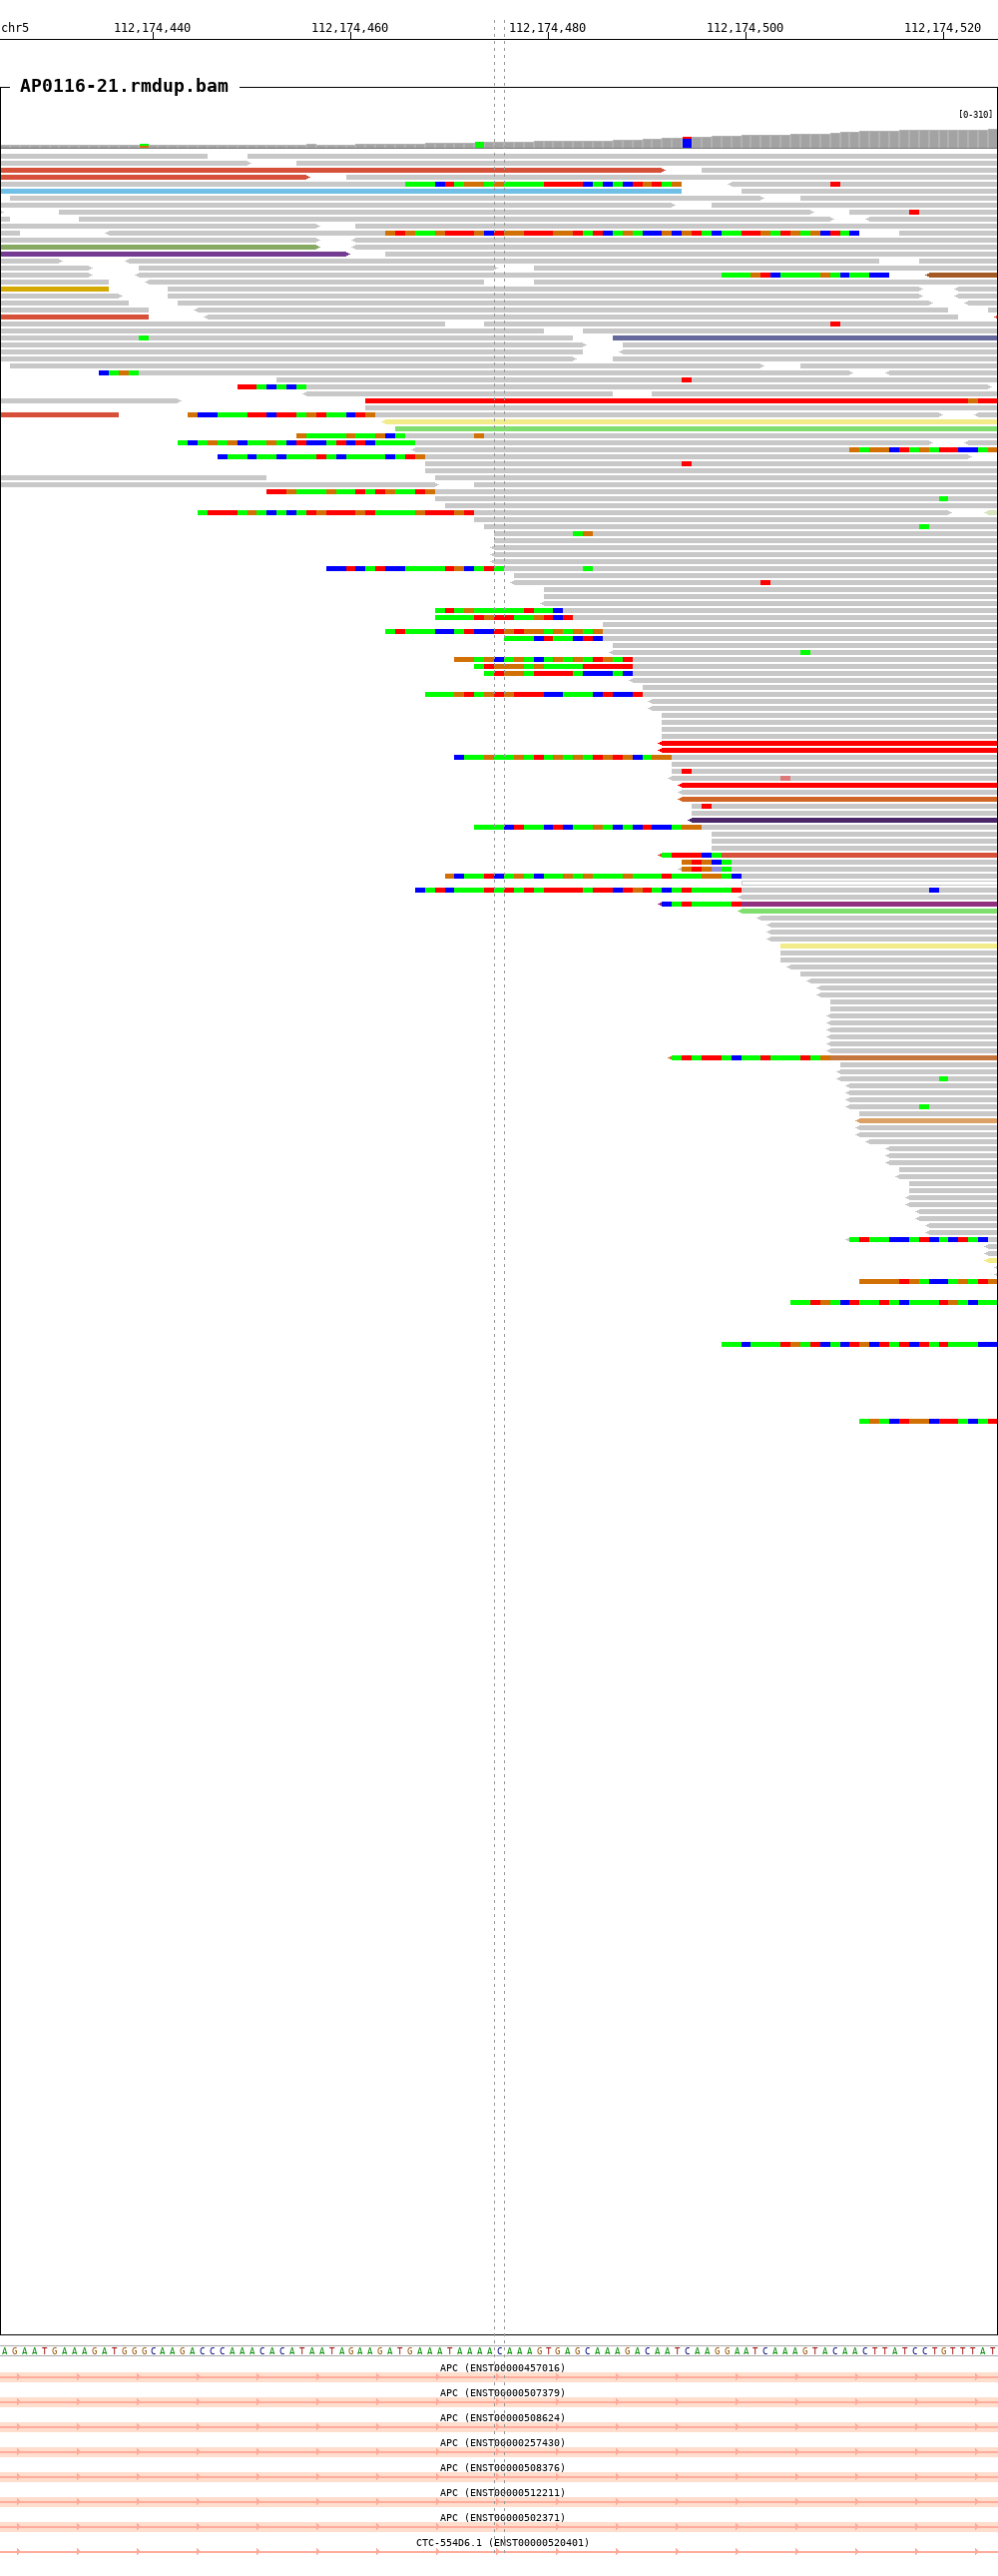 chr5 112,174,440 112,174,460 112,174,480 112,174,500 112,174,520
AP0116-21.rmdup.bam
[0-310]
A G A A T G A A A G A T G G G C A A G A C C C A A A C A C A T A A T A G A A G A T G A A A T A A A A C A A A G T G A G C A A A G A C A A T C A A G G A A T C A A A G T A C A A C T T A T C C T G T T T A T
APC (ENST00000457016)
APC (ENST00000507379)
APC (ENST00000508624)
APC (ENST00000257430)
APC (ENST00000508376)
APC (ENST00000512211)
APC (ENST00000502371)
CTC-554D6.1 (ENST00000520401)